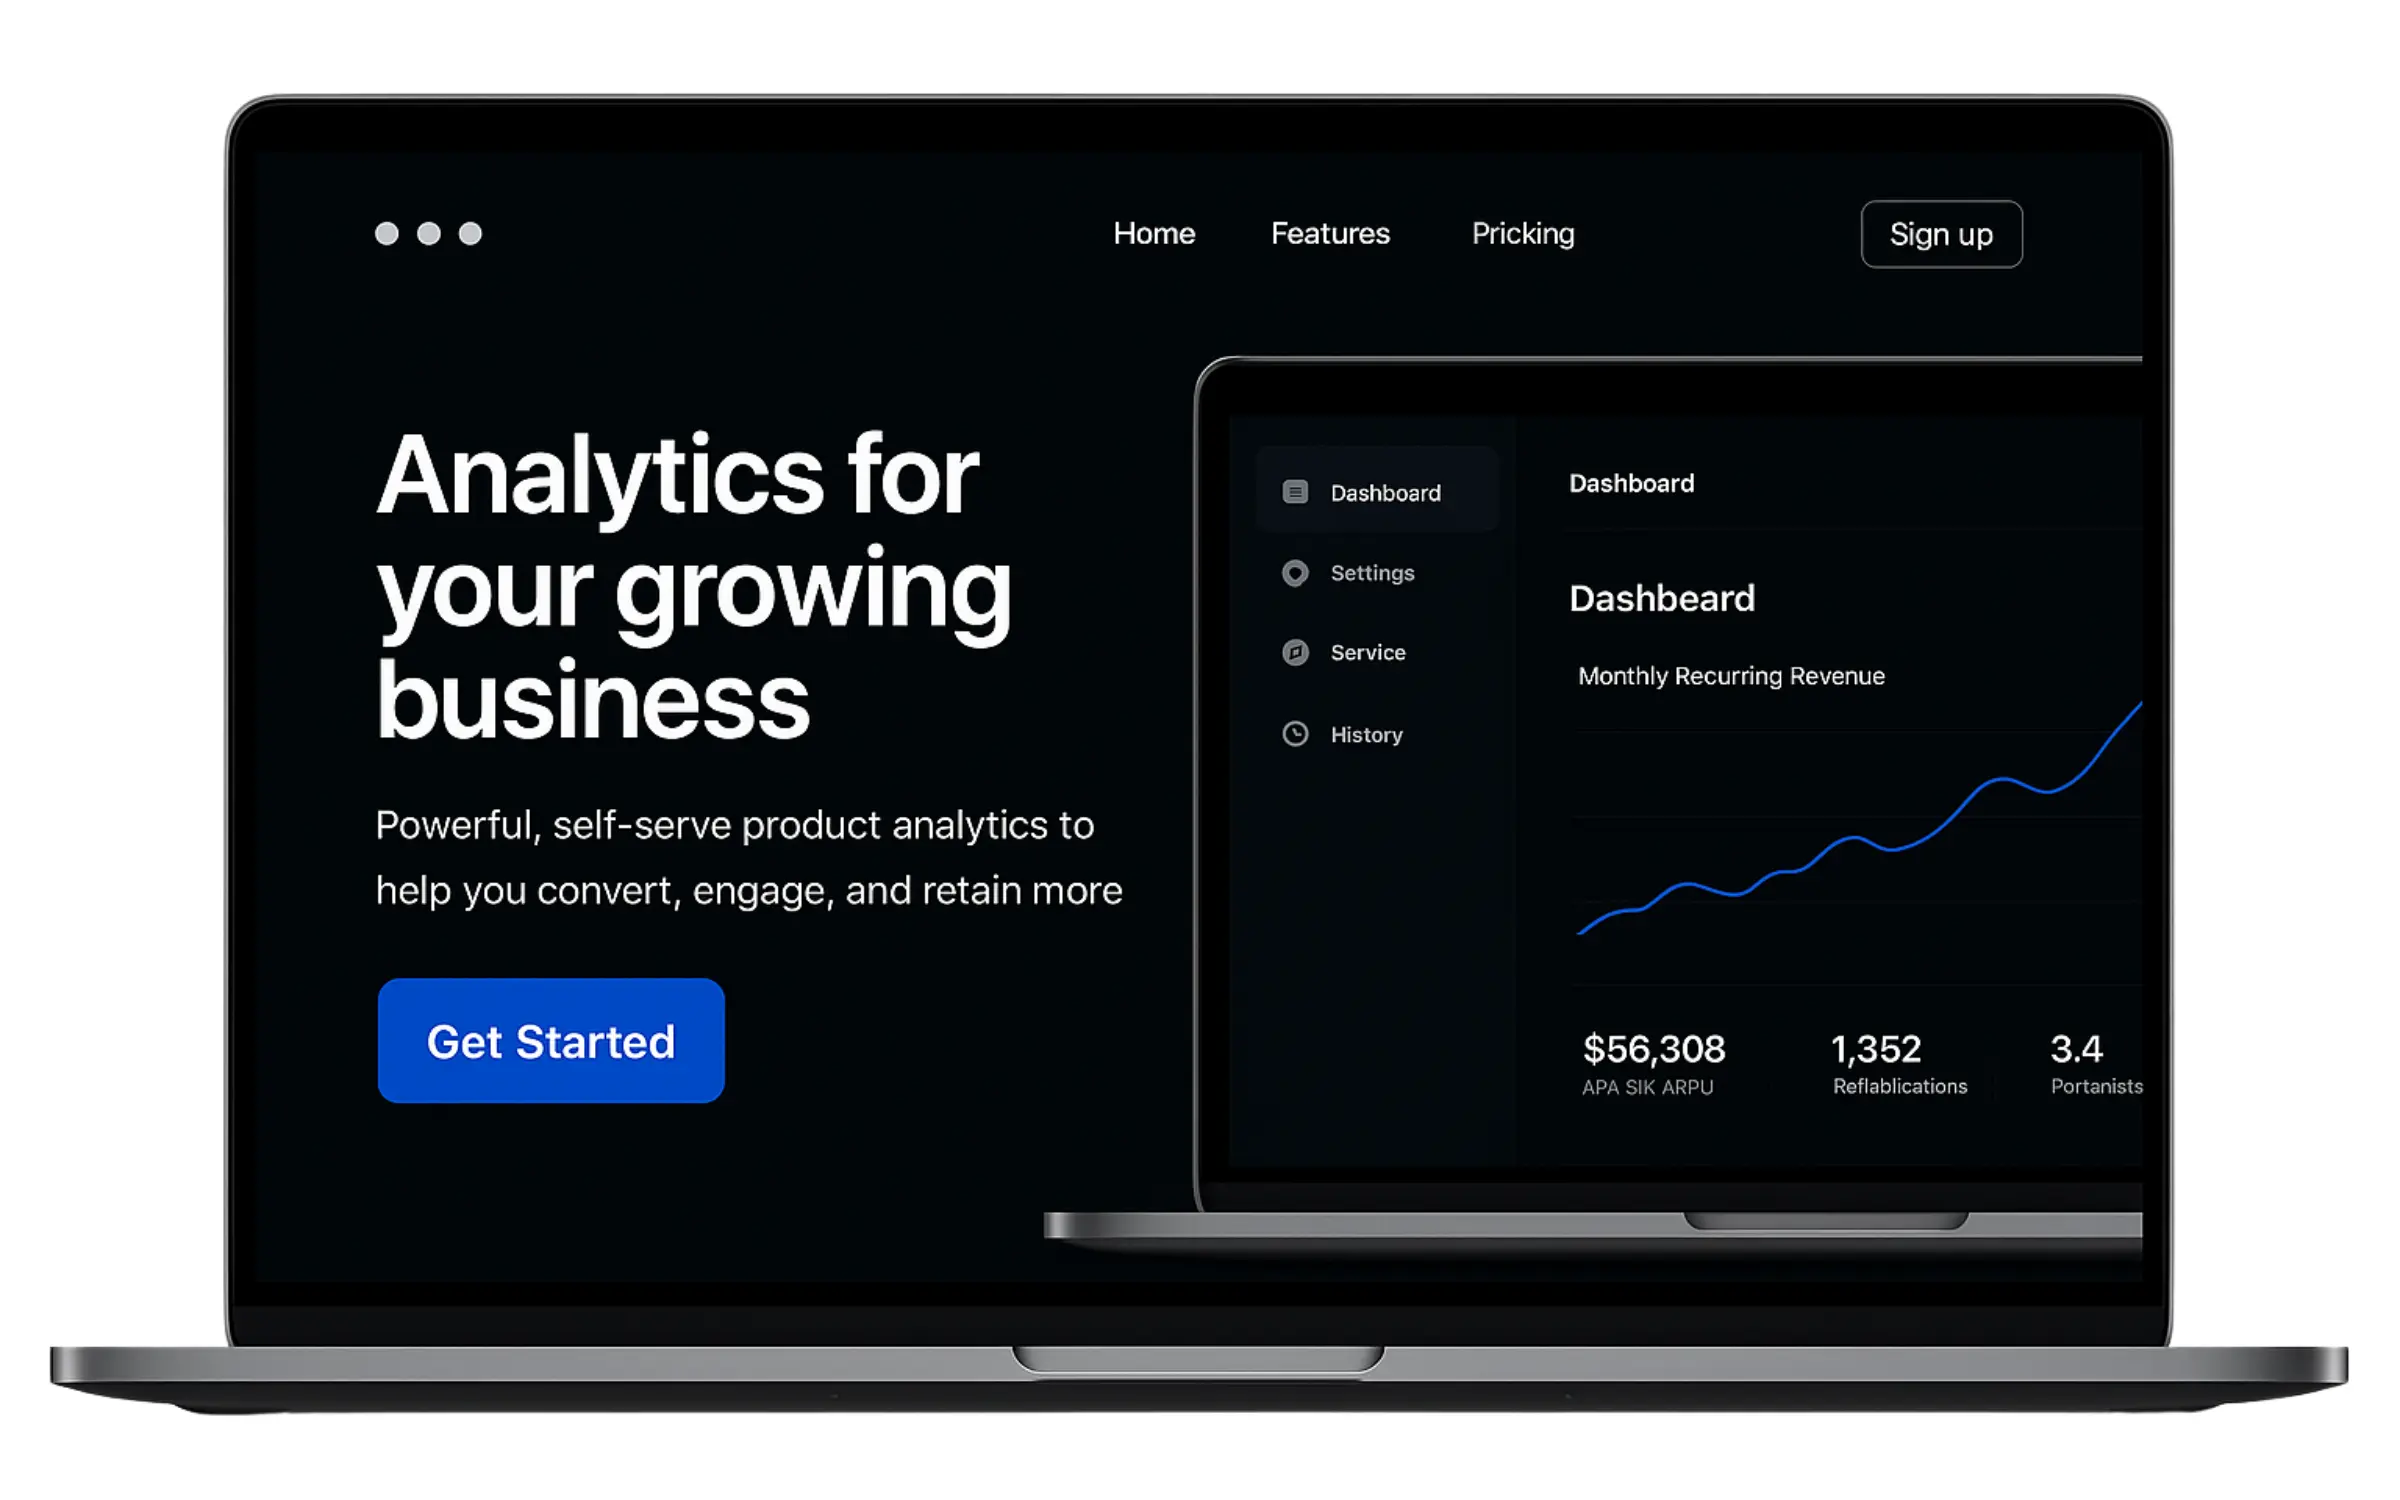 Home
Features
Pricking
Sign up
Analytics for
your growing
business
Powerful, self-serve product analytics to
help you convert, engage, and retain more
Get Started
Dashboard
Settings
Service
History
Dashboard
Dashbeard
Monthly Recurring Revenue
$56,308
APA SIK ARPU
1,352
Reflablications
3.4
Portanists